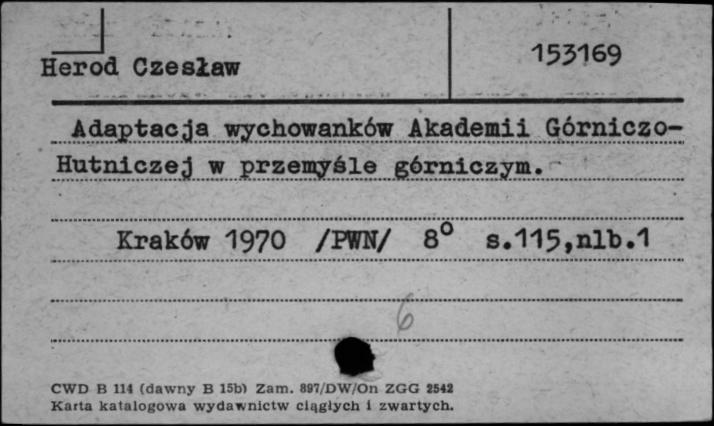 Herod Czesław
153169
Adaptacja wychowanków Akademii Górniczo-
Hutniczej w przemyśle górniczym.
Kraków 1970 /PWN/ 8° s.115,nlb.1
6
CWD B 114 (dawny B 15b) Zam. 897/DW/On ZGG 2542
Karta katalogowa wydawnictw ciągłych i zwartych.